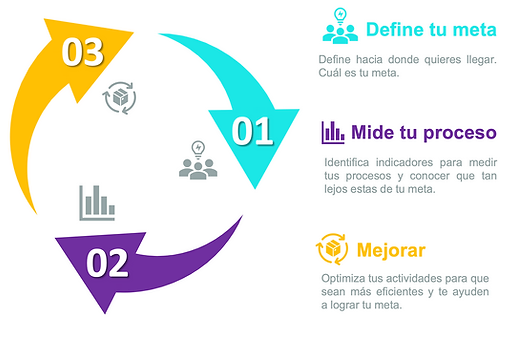 03
01
02
Define tu meta
Define hacia donde quieres llegar.
Cuál es tu meta.
Mide tu proceso
Identifica indicadores para medir
tus procesos y conocer que tan
lejos estas de tu meta.
Mejorar
Optimiza tus actividades para que
sean más eficientes y te ayuden
a lograr tu meta.